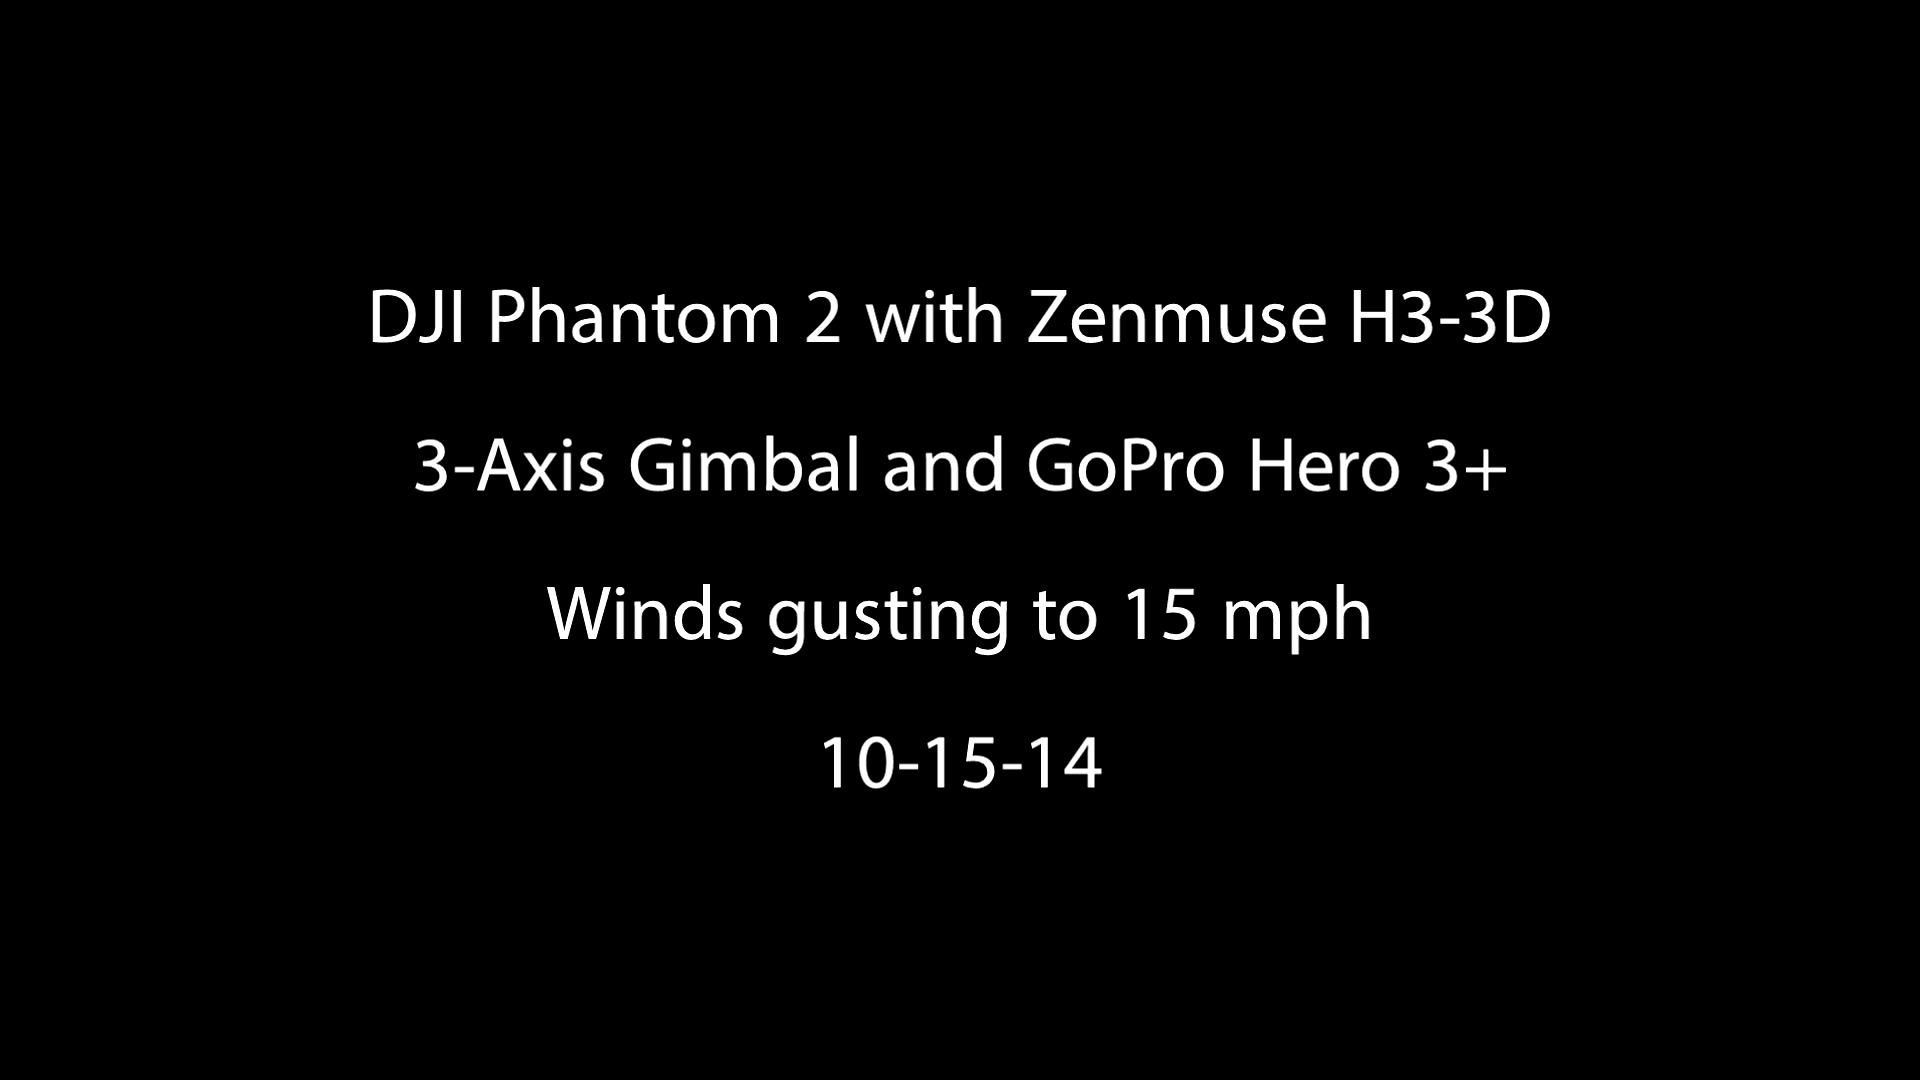 DJI Phantom 2 with Zenmuse H3-3D
3-Axis Gimbal and GoPro Hero 3+
Winds gusting to 15 mph
10-15-14